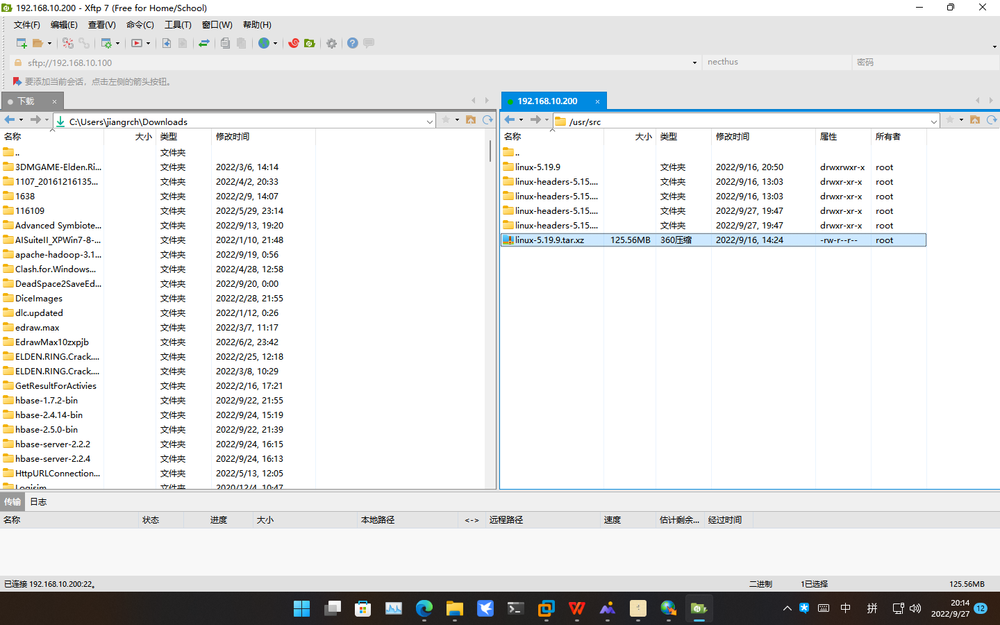 192.168.10.200 - Xftp 7 (Free for Home/School)
文件(F) 编辑(E) 查看(V) 命令(C) 工具(T) 窗口(W) 帮助(H)
sftp://192.168.10.100 necthus 密码
要添加当前会话，点击左侧的箭头按钮。
下载 × 192.168.10.200 ×
C:\Users\jiangrch\Downloads
/usr/src
名称 大小 类型 修改时间
.. 文件夹
3DMGAME-Elden.Ri... 文件夹 2022/3/6, 14:14
1107_20161216135... 文件夹 2022/4/2, 20:33
1638 文件夹 2022/2/9, 14:07
116109 文件夹 2022/5/29, 23:14
Advanced Symbiote... 文件夹 2022/9/13, 19:20
AISuiteII_XPWin7-8-... 文件夹 2022/1/10, 21:48
apache-hadoop-3.1... 文件夹 2022/9/19, 0:56
Clash.for.Windows... 文件夹 2022/4/28, 12:58
DeadSpace2SaveEd... 文件夹 2022/9/20, 0:00
DiceImages 文件夹 2022/2/28, 21:55
dlc.updated 文件夹 2022/1/12, 0:26
edraw.max 文件夹 2022/3/7, 11:17
EdrawMax10zxpjb 文件夹 2022/6/2, 23:42
ELDEN.RING.Crack.... 文件夹 2022/2/25, 12:18
ELDEN.RING.Crack.... 文件夹 2022/3/8, 10:29
GetResultForActivies 文件夹 2022/2/16, 17:21
hbase-1.7.2-bin 文件夹 2022/9/22, 21:55
hbase-2.4.14-bin 文件夹 2022/9/24, 15:19
hbase-2.5.0-bin 文件夹 2022/9/22, 21:39
hbase-server-2.2.2 文件夹 2022/9/24, 16:15
hbase-server-2.2.4 文件夹 2022/9/24, 16:13
HttpURLConnection... 文件夹 2022/5/13, 12:05
Logisim 文件夹 2020/12/4, 10:47
名称 大小 类型 修改时间 属性 所有者
..
linux-5.19.9 文件夹 2022/9/16, 20:50 drwxrwxr-x root
linux-headers-5.15.... 文件夹 2022/9/16, 13:03 drwxr-xr-x root
linux-headers-5.15.... 文件夹 2022/9/16, 13:03 drwxr-xr-x root
linux-headers-5.15.... 文件夹 2022/9/27, 19:47 drwxr-xr-x root
linux-headers-5.15.... 文件夹 2022/9/27, 19:47 drwxr-xr-x root
linux-5.19.9.tar.xz 125.56MB 360压缩 2022/9/16, 14:24 -rw-r--r-- root
传输 日志
名称 状态 进度 大小 本地路径 <-> 远程路径 速度 估计剩余... 经过时间
已连接 192.168.10.200:22。 二进制 1已选择 125.56MB
中 拼 20:14
2022/9/27 12